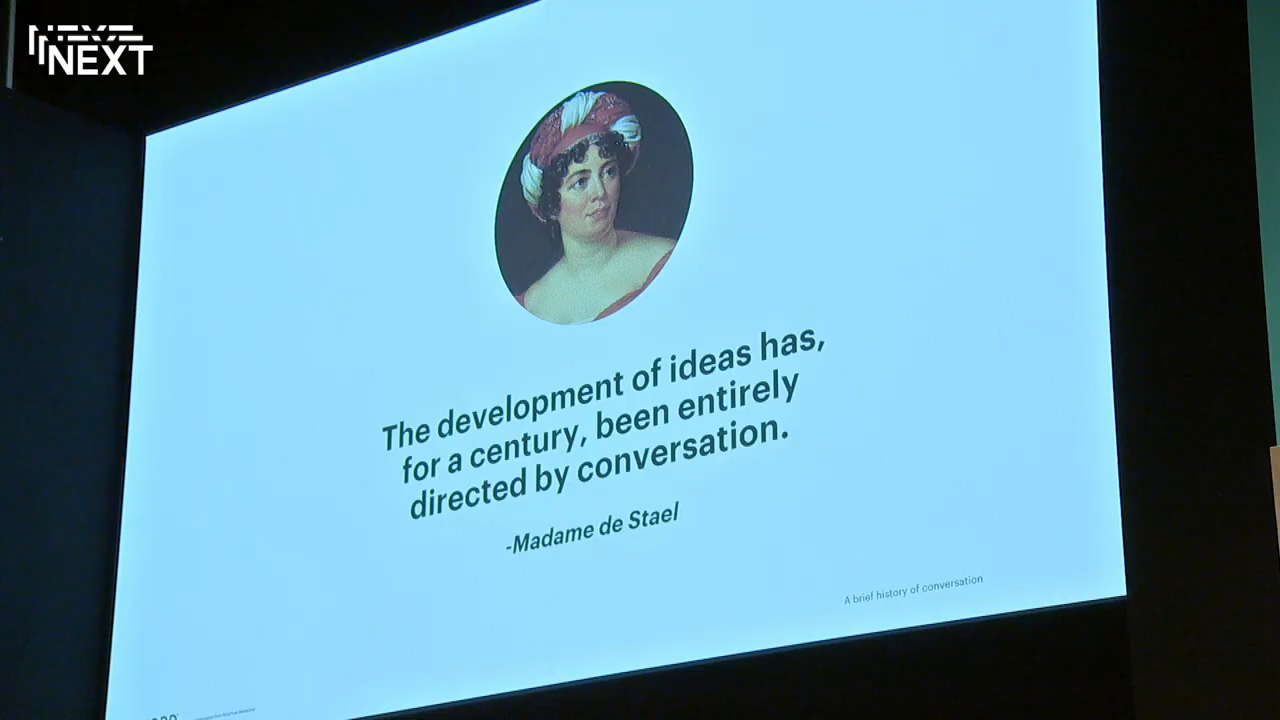 NEXT
The development of ideas has,
for a century, been entirely
directed by conversation.
-Madame de Stael
A brief history of conversation